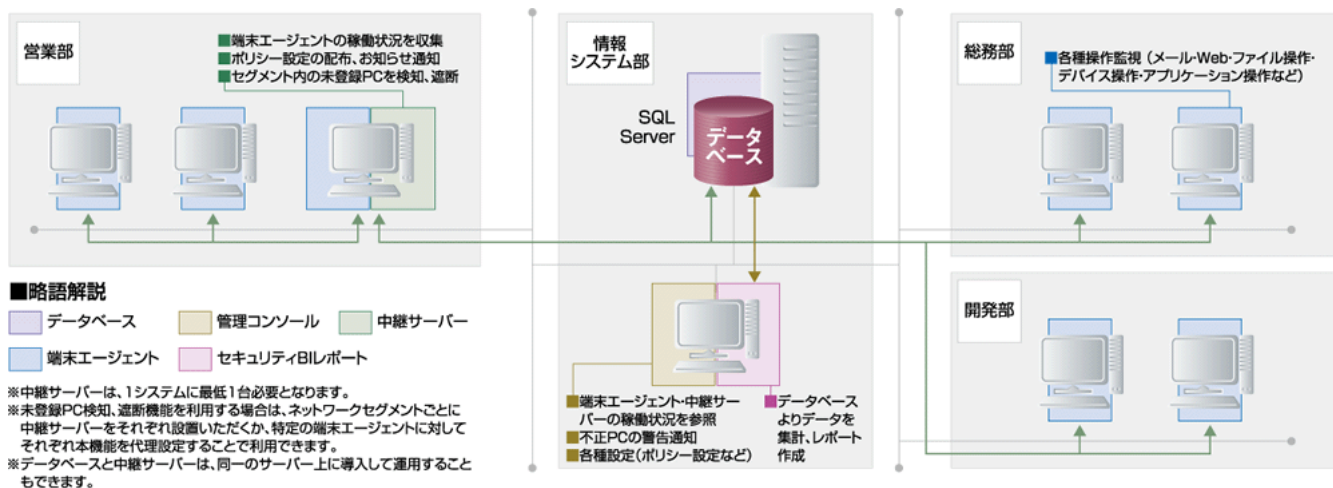 営業部
■端末エージェントの稼働状況を収集
■ポリシー設定の配布、お知らせ通知
■セグメント内の未登録PCを検知、遮断
情報
システム部
SQL
Server
データ
ベース
総務部
■各種操作監視（メール・Web・ファイル操作・
デバイス操作・アプリケーション操作など）
■略語解説
データベース
管理コンソール
中継サーバー
端末エージェント
セキュリティBIレポート
※中継サーバーは、1システムに最低1台必要となります。
※未登録PC検知、遮断機能を利用する場合は、ネットワークセグメントごとに
中継サーバーをそれぞれ設置いただくか、特定の端末エージェントに対して
それぞれ本機能を代理設定することで利用できます。
※データベースと中継サーバーは、同一のサーバー上に導入して運用すること
もできます。
■端末エージェント・中継サー
バーの稼働状況を参照
■不正PCの警告通知
■各種設定（ポリシー設定など）
■データベース
よりデータを
集計、レポート
作成
開発部